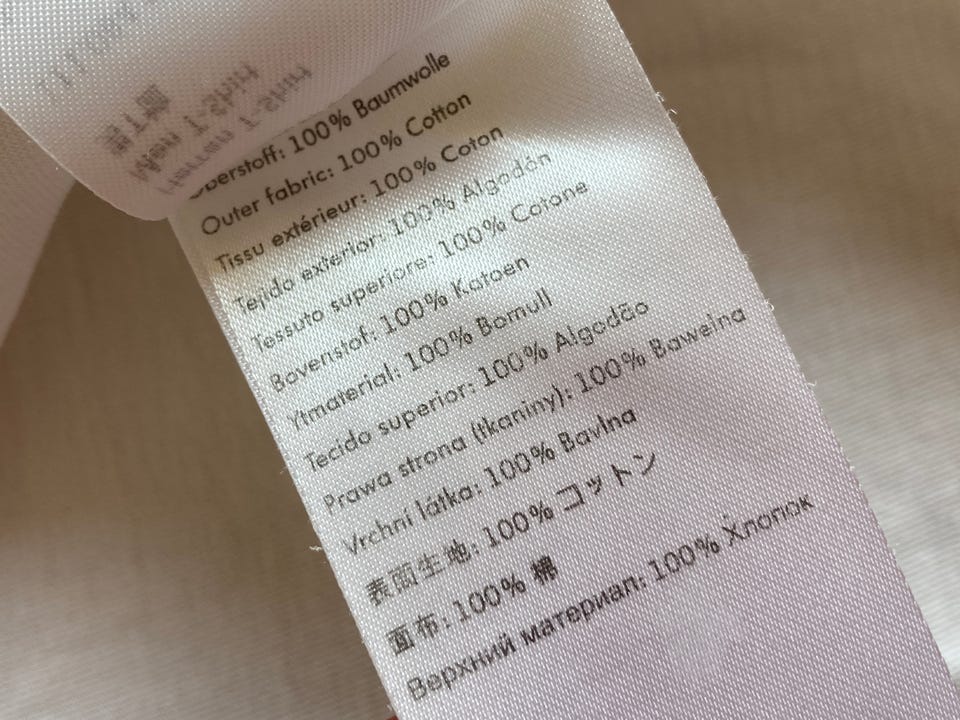 Oberstoff: 100% Baumwolle
Outer fabric: 100% Cotton
Tissu extérieur: 100% Coton
Tejido exterior: 100% Algodón
Tessuto superiore: 100% Cotone
Bovenstof: 100% Katoen
Ytmaterial: 100% Bomull
Tecido superior: 100% Algodão
Prawa strona (tkaniny): 100% Bawełna
Vrchní látka: 100% Bavlna
表面生地: 100% コットン
面布: 100% 棉
Верхний материал: 100% Хлопок